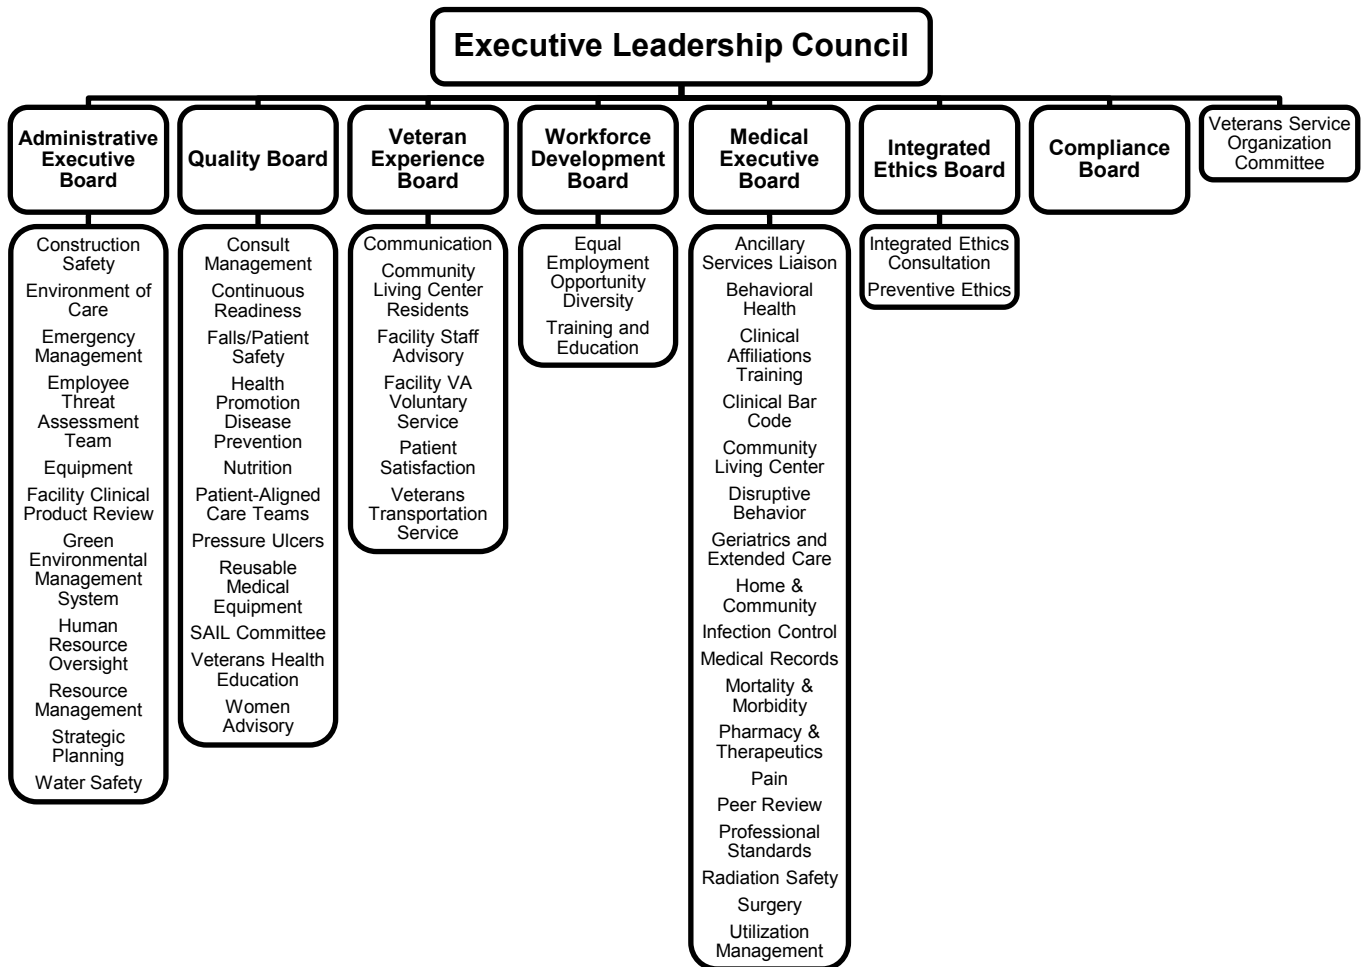 Executive Leadership Council
Administrative
Executive
Board
Quality Board
Veteran
Experience
Board
Workforce
Development
Board
Medical
Executive
Board
Integrated
Ethics Board
Compliance
Board
Veterans Service
Organization
Committee
Construction
Safety
Environment of
Care
Emergency
Management
Employee
Threat
Assessment
Team
Equipment
Facility Clinical
Product Review
Green
Environmental
Management
System
Human
Resource
Oversight
Resource
Management
Strategic
Planning
Water Safety
Consult
Management
Continuous
Readiness
Falls/Patient
Safety
Health
Promotion
Disease
Prevention
Nutrition
Patient-Aligned
Care Teams
Pressure Ulcers
Reusable
Medical
Equipment
SAIL Committee
Veterans Health
Education
Women
Advisory
Communication
Community
Living Center
Residents
Facility Staff
Advisory
Facility VA
Voluntary
Service
Patient
Satisfaction
Veterans
Transportation
Service
Equal
Employment
Opportunity
Diversity
Training and
Education
Ancillary
Services Liaison
Behavioral
Health
Clinical
Affiliations
Training
Clinical Bar
Code
Community
Living Center
Disruptive
Behavior
Geriatrics and
Extended Care
Home &
Community
Infection Control
Medical Records
Mortality &
Morbidity
Pharmacy &
Therapeutics
Pain
Peer Review
Professional
Standards
Radiation Safety
Surgery
Utilization
Management
Integrated Ethics
Consultation
Preventive Ethics